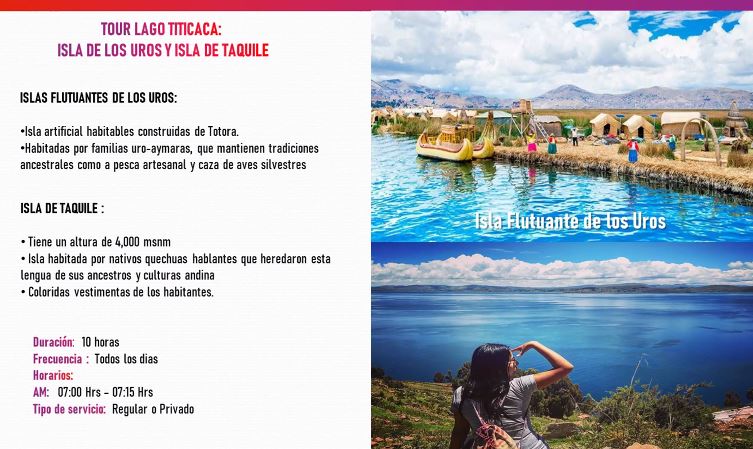 TOUR LAGO TITICACA:
ISLA DE LOS UROS Y ISLA DE TAQUILE
ISLAS FLUTUANTES DE LOS UROS:
•Isla artificial habitables construidas de Totora.
•Habitadas por familias uro-aymaras, que mantienen tradiciones
ancestrales como a pesca artesanal y caza de aves silvestres
ISLA DE TAQUILE :
• Tiene un altura de 4,000 msnm
• Isla habitada por nativos quechuas hablantes que heredaron esta
lengua de sus ancestros y culturas andina
• Coloridas vestimentas de los habitantes.
Duración: 10 horas
Frecuencia : Todos los dias
Horarios:
AM: 07:00 Hrs - 07:15 Hrs
Tipo de servicio: Regular o Privado
Isla Flutuante de los Uros